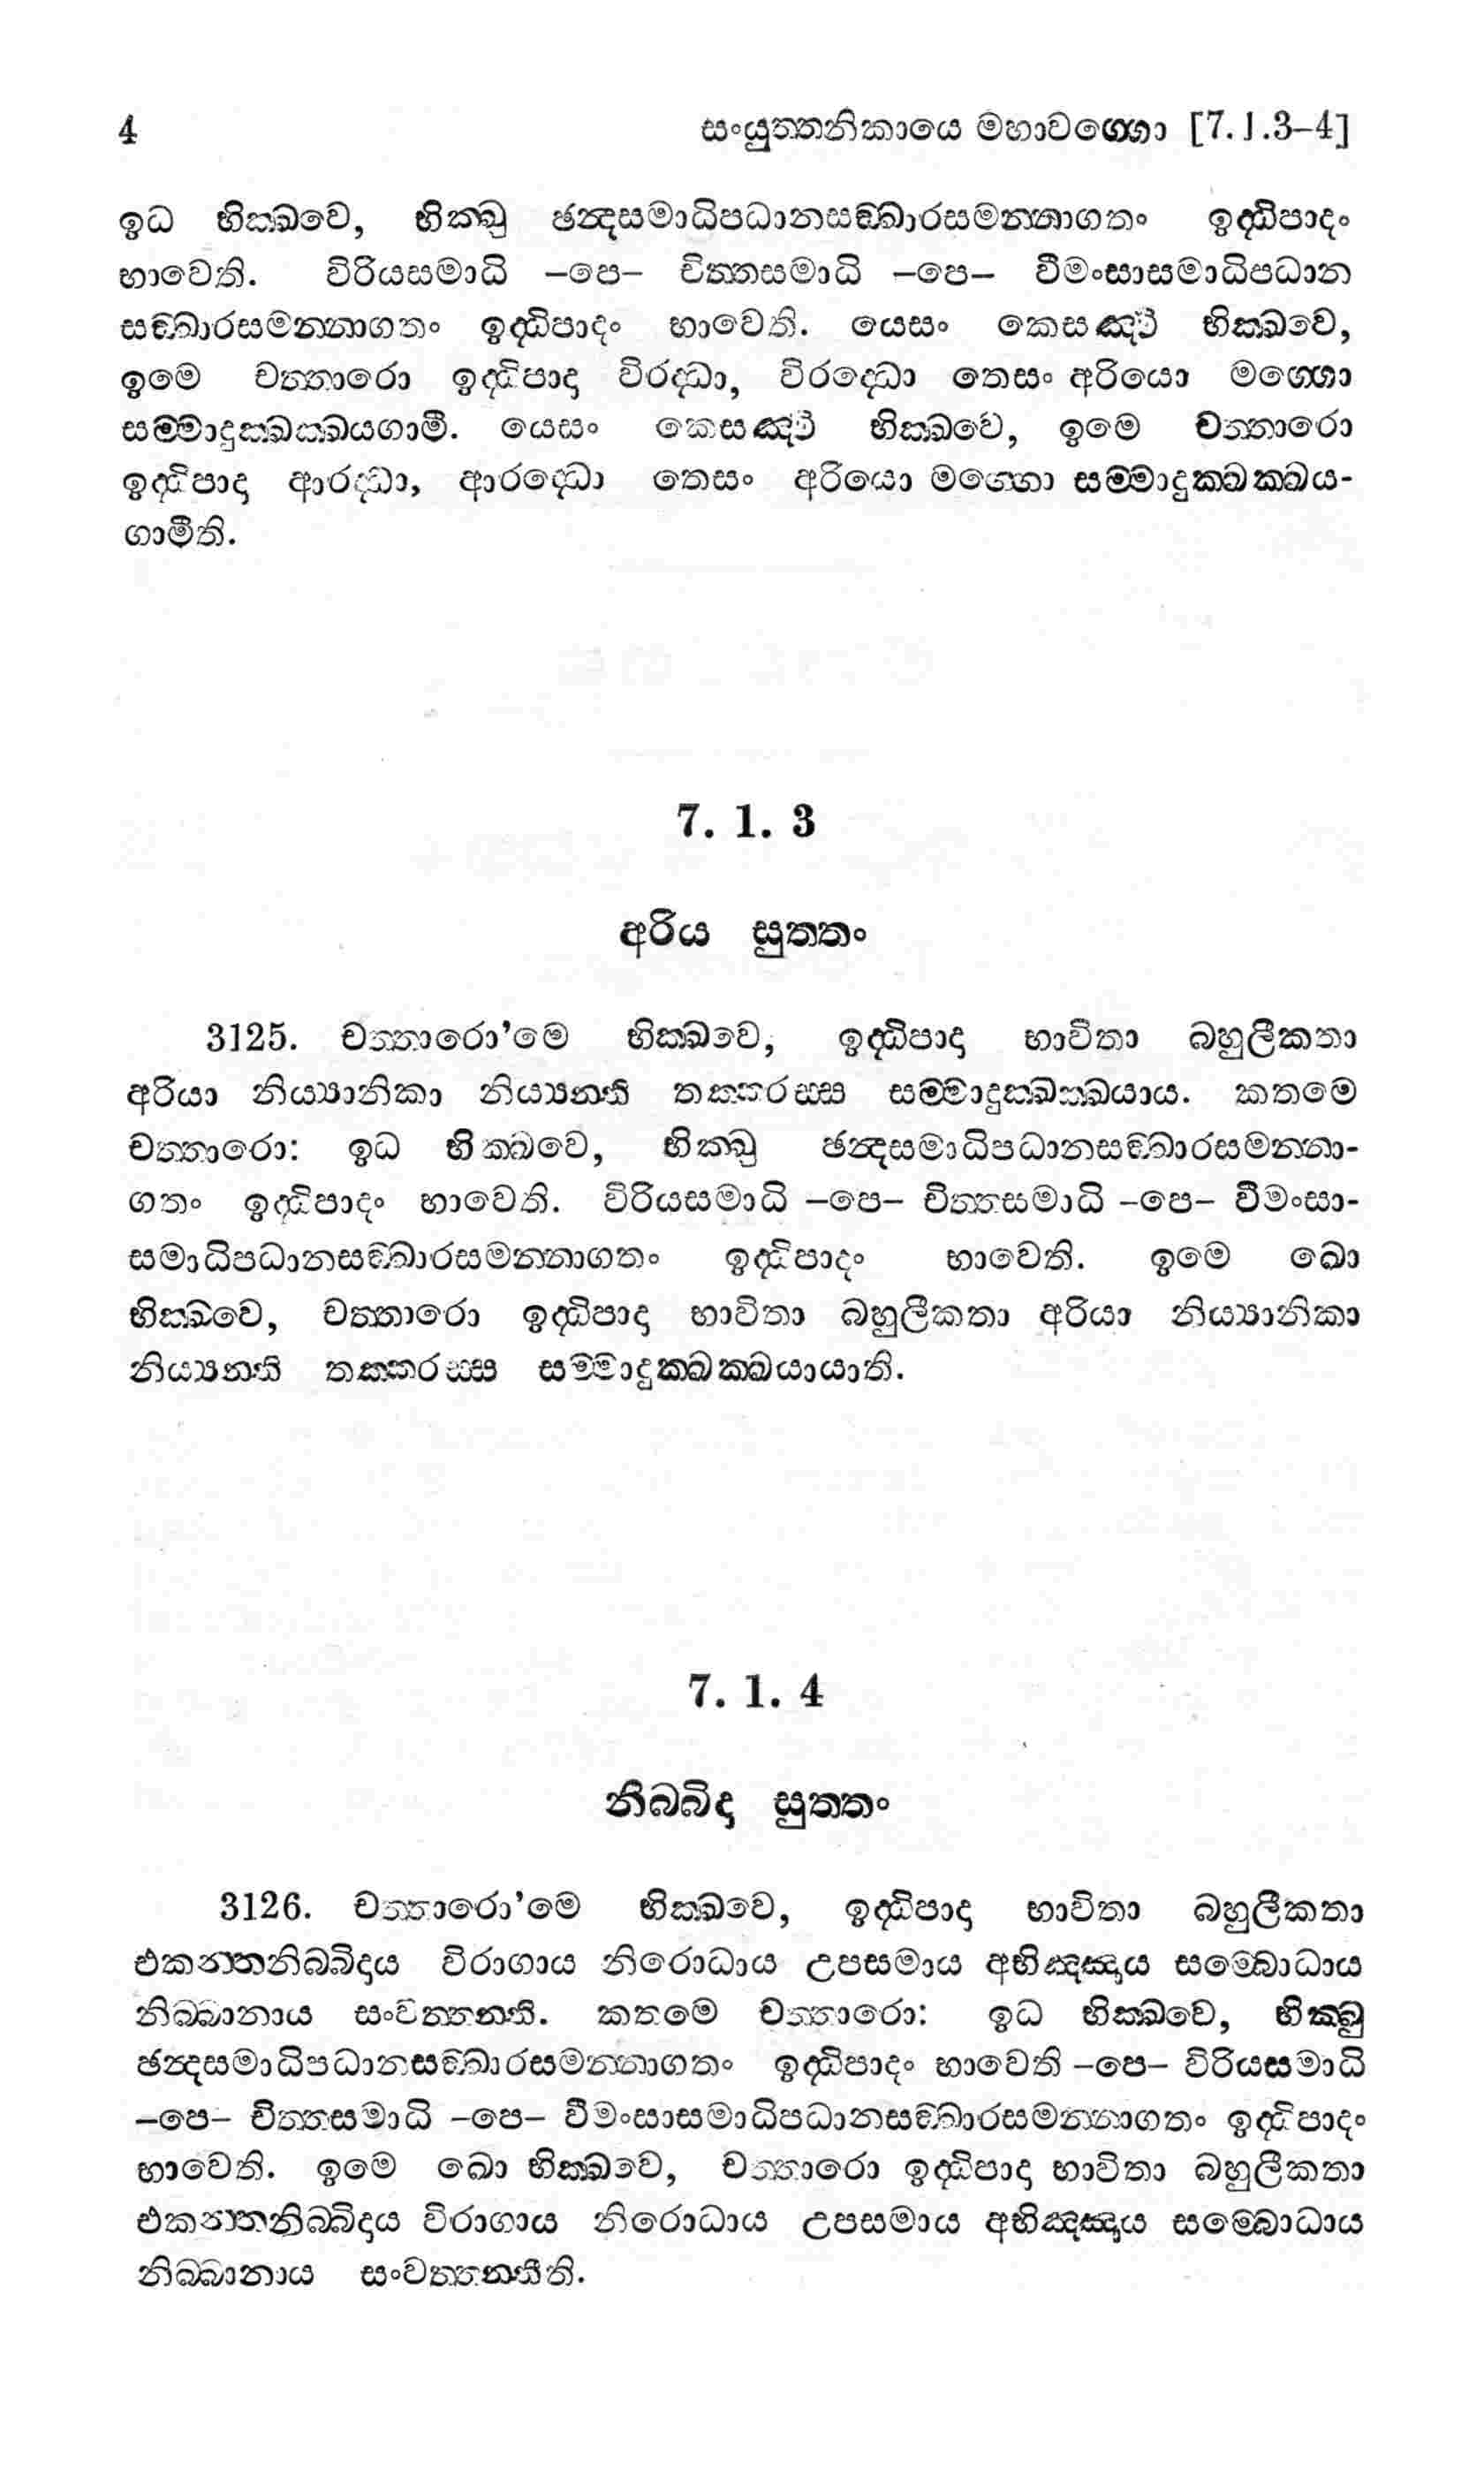 4 සංයුත්තනිකායෙ මහාවග්ගො [7.1.3–4]
ඉධ භික්ඛවෙ, භික්ඛු ඡන්දසමාධිපධානසඞ්ඛාරසමන්නාගතං ඉද්ධිපාදං
භාවෙති. විරියසමාධි –පෙ– චිත්තසමාධි –පෙ– වීමංසාසමාධිපධාන
සඞ්ඛාරසමන්නාගතං ඉද්ධිපාදං භාවෙති. යෙසං කෙසඤ්චි භික්ඛවෙ,
ඉමෙ චත්තාරො ඉද්ධිපාදා විරද්ධා, විරද්ධො තෙසං අරියො මග්ගො
සම්මාදුක්ඛක්ඛයගාමී. යෙසං කෙසඤ්චි භික්ඛවෙ, ඉමෙ චත්තාරො
ඉද්ධිපාදා ආරද්ධා, ආරද්ධො තෙසං අරියො මග්ගො සම්මාදුක්ඛක්ඛය-
ගාමීති.
7. 1. 3
අරිය සුත්තං
3125. චත්තාරො’මෙ භික්ඛවෙ, ඉද්ධිපාදා භාවිතා බහුලීකතා
අරියා නිය්‍යානිකා නිය්‍යන්ති තක්කරස්ස සම්මාදුක්ඛක්ඛයාය. කතමෙ
චත්තාරො: ඉධ භික්ඛවෙ, භික්ඛු ඡන්දසමාධිපධානසඞ්ඛාරසමන්නා-
ගතං ඉද්ධිපාදං භාවෙති. විරියසමාධි –පෙ– චිත්තසමාධි –පෙ– වීමංසා-
සමාධිපධානසඞ්ඛාරසමන්නාගතං ඉද්ධිපාදං භාවෙති. ඉමෙ ඛො
භික්ඛවෙ, චත්තාරො ඉද්ධිපාදා භාවිතා බහුලීකතා අරියා නිය්‍යානිකා
නිය්‍යන්ති තක්කරස්ස සම්මාදුක්ඛක්ඛයායාති.
7. 1. 4
නිබ්බිදා සුත්තං
3126. චත්තාරො’මෙ භික්ඛවෙ, ඉද්ධිපාදා භාවිතා බහුලීකතා
එකන්තනිබ්බිදාය විරාගාය නිරොධාය උපසමාය අභිඤ්ඤාය සම්බොධාය
නිබ්බානාය සංවත්තන්ති. කතමෙ චත්තාරො: ඉධ භික්ඛවෙ, භික්ඛු
ඡන්දසමාධිපධානසඞ්ඛාරසමන්නාගතං ඉද්ධිපාදං භාවෙති –පෙ– විරියසමාධි
–පෙ– චිත්තසමාධි –පෙ– වීමංසාසමාධිපධානසඞ්ඛාරසමන්නාගතං ඉද්ධිපාදං
භාවෙති. ඉමෙ ඛො භික්ඛවෙ, චත්තාරො ඉද්ධිපාදා භාවිතා බහුලීකතා
එකන්තනිබ්බිදාය විරාගාය නිරොධාය උපසමාය අභිඤ්ඤාය සම්බොධාය
නිබ්බානාය සංවත්තන්තීති.